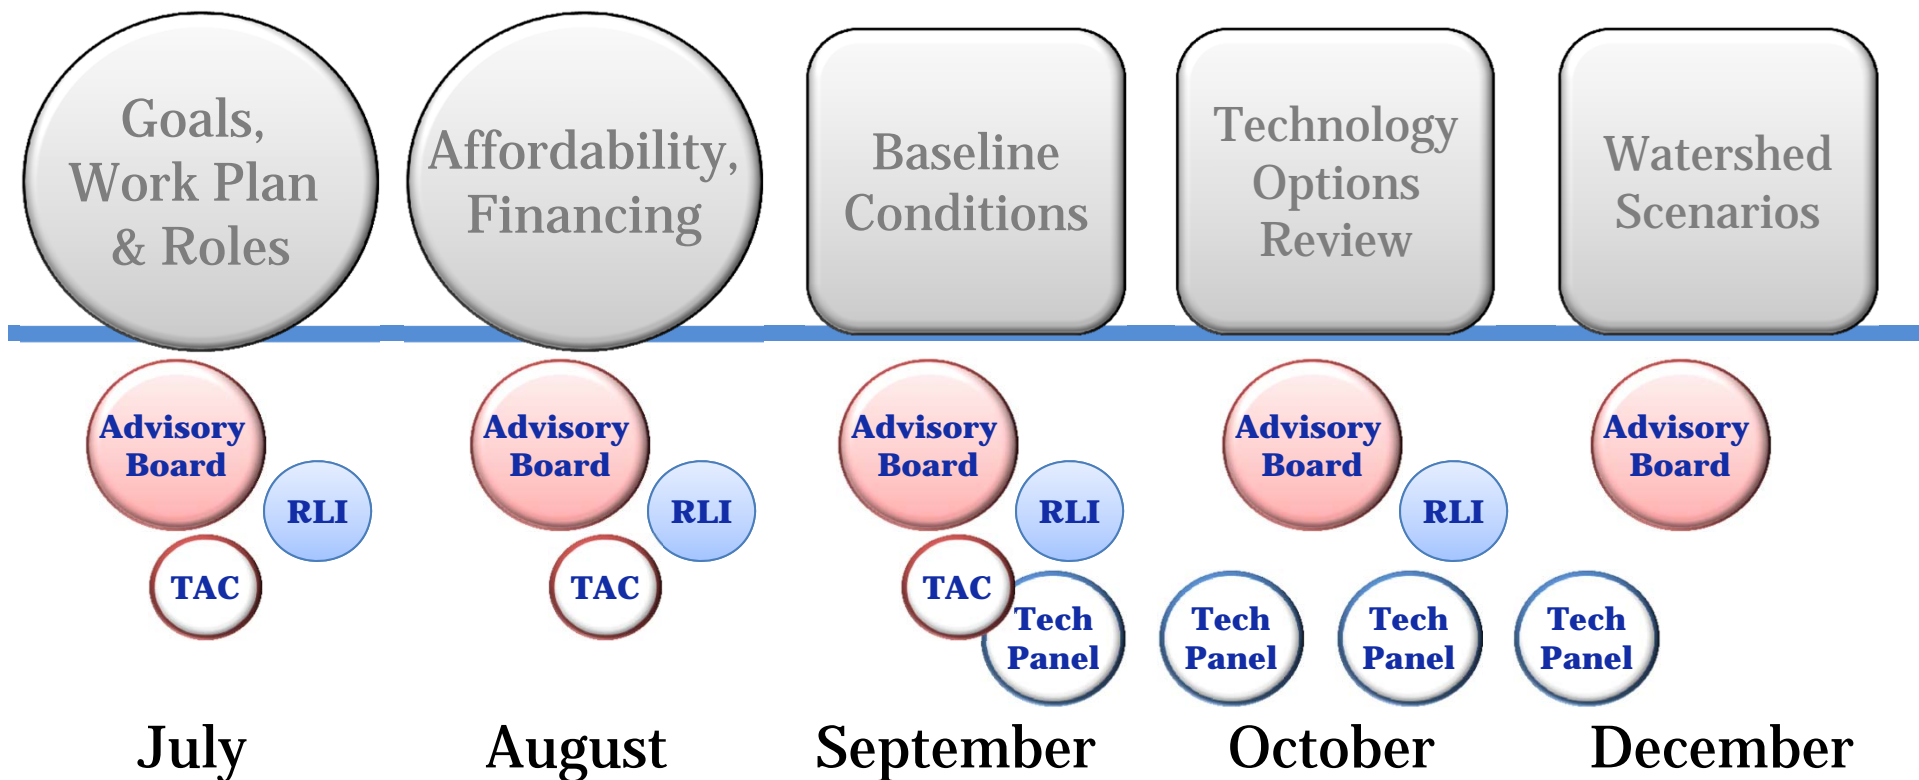 Goals,
Work Plan
& Roles
Affordability,
Financing
Baseline
Conditions
Technology
Options
Review
Watershed
Scenarios
Advisory
Board
RLI
TAC
Advisory
Board
RLI
TAC
Advisory
Board
RLI
TAC
Tech
Panel
Advisory
Board
RLI
Tech
Panel
Tech
Panel
Advisory
Board
Tech
Panel
July
August
September
October
December